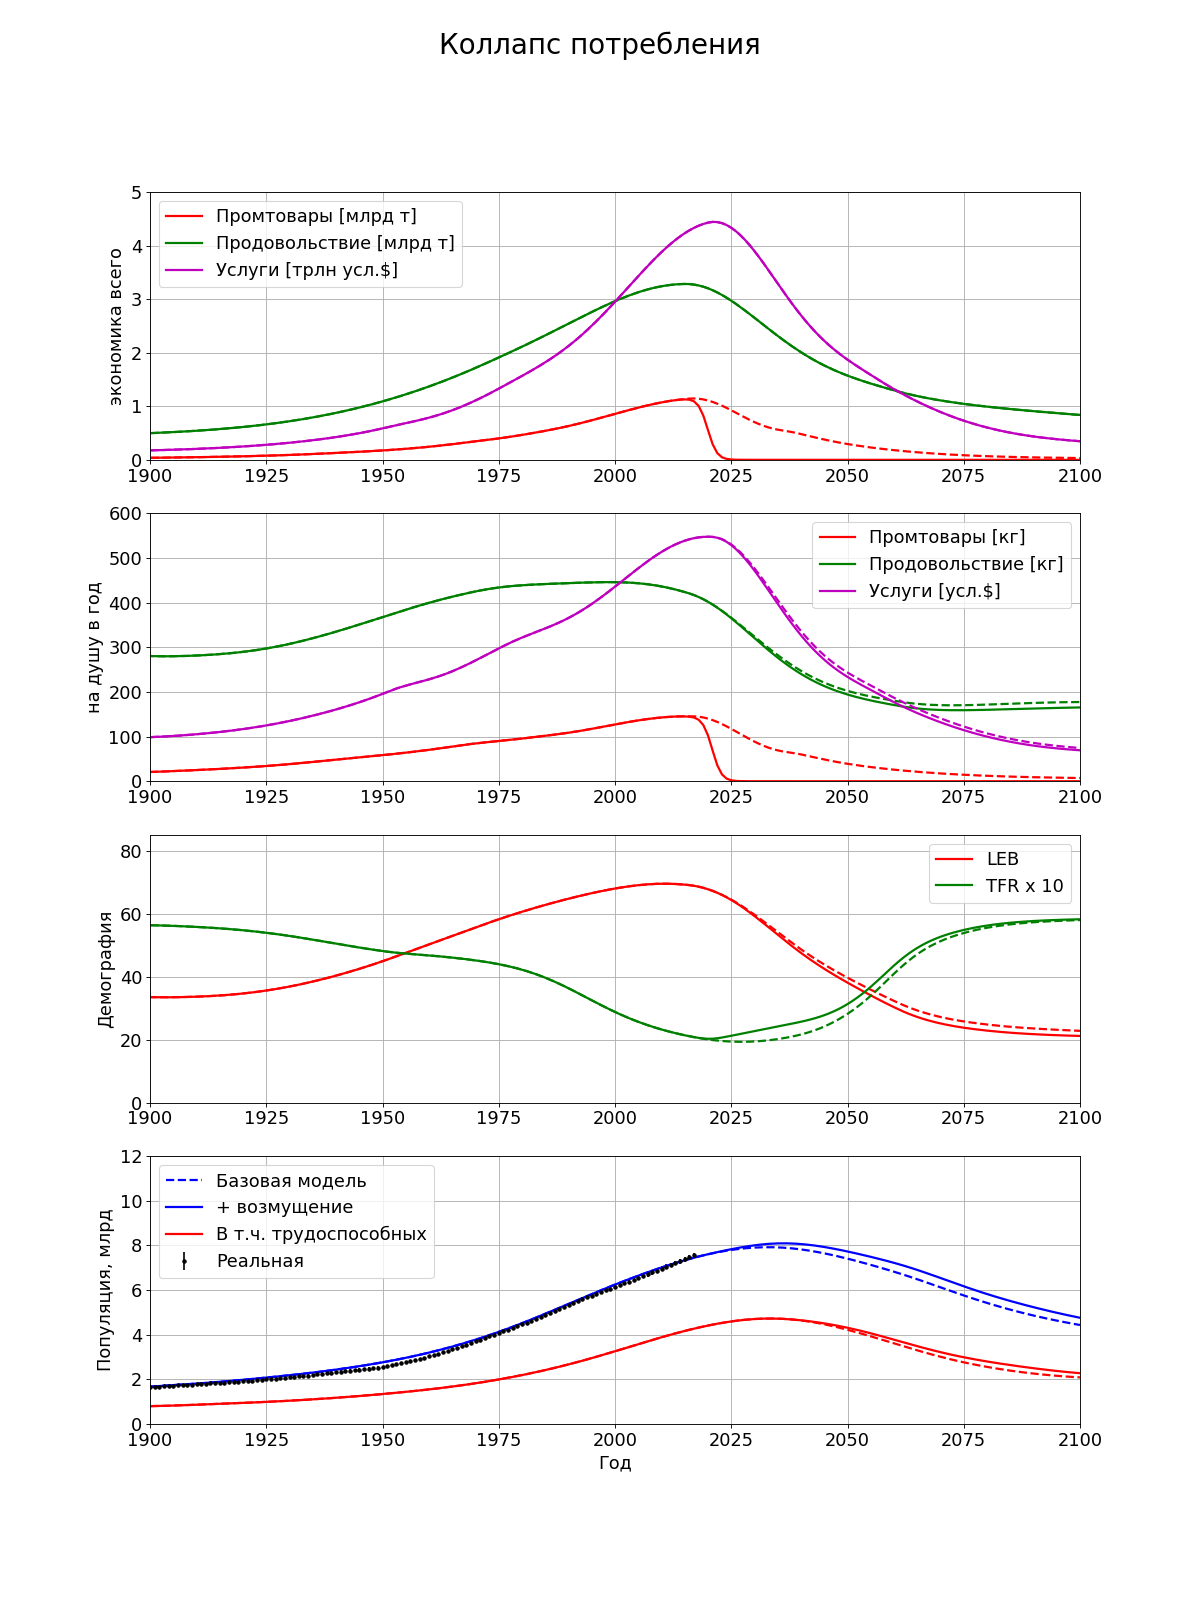 Коллапс потребления
экономика всего
5
4
3
2
1
0
Промтовары [млрд т]
Продовольствие [млрд т]
Услуги [трлн усл.$]
1900 1925 1950 1975 2000 2025 2050 2075 2100
на душу в год
600
500
400
300
200
100
0
Промтовары [кг]
Продовольствие [кг]
Услуги [усл.$]
1900 1925 1950 1975 2000 2025 2050 2075 2100
Демография
80
60
40
20
0
LEB
TFR x 10
1900 1925 1950 1975 2000 2025 2050 2075 2100
Популяция, млрд
12
10
8
6
4
2
0
Базовая модель
+ возмущение
В т.ч. трудоспособных
Реальная
1900 1925 1950 1975 2000 2025 2050 2075 2100
Год